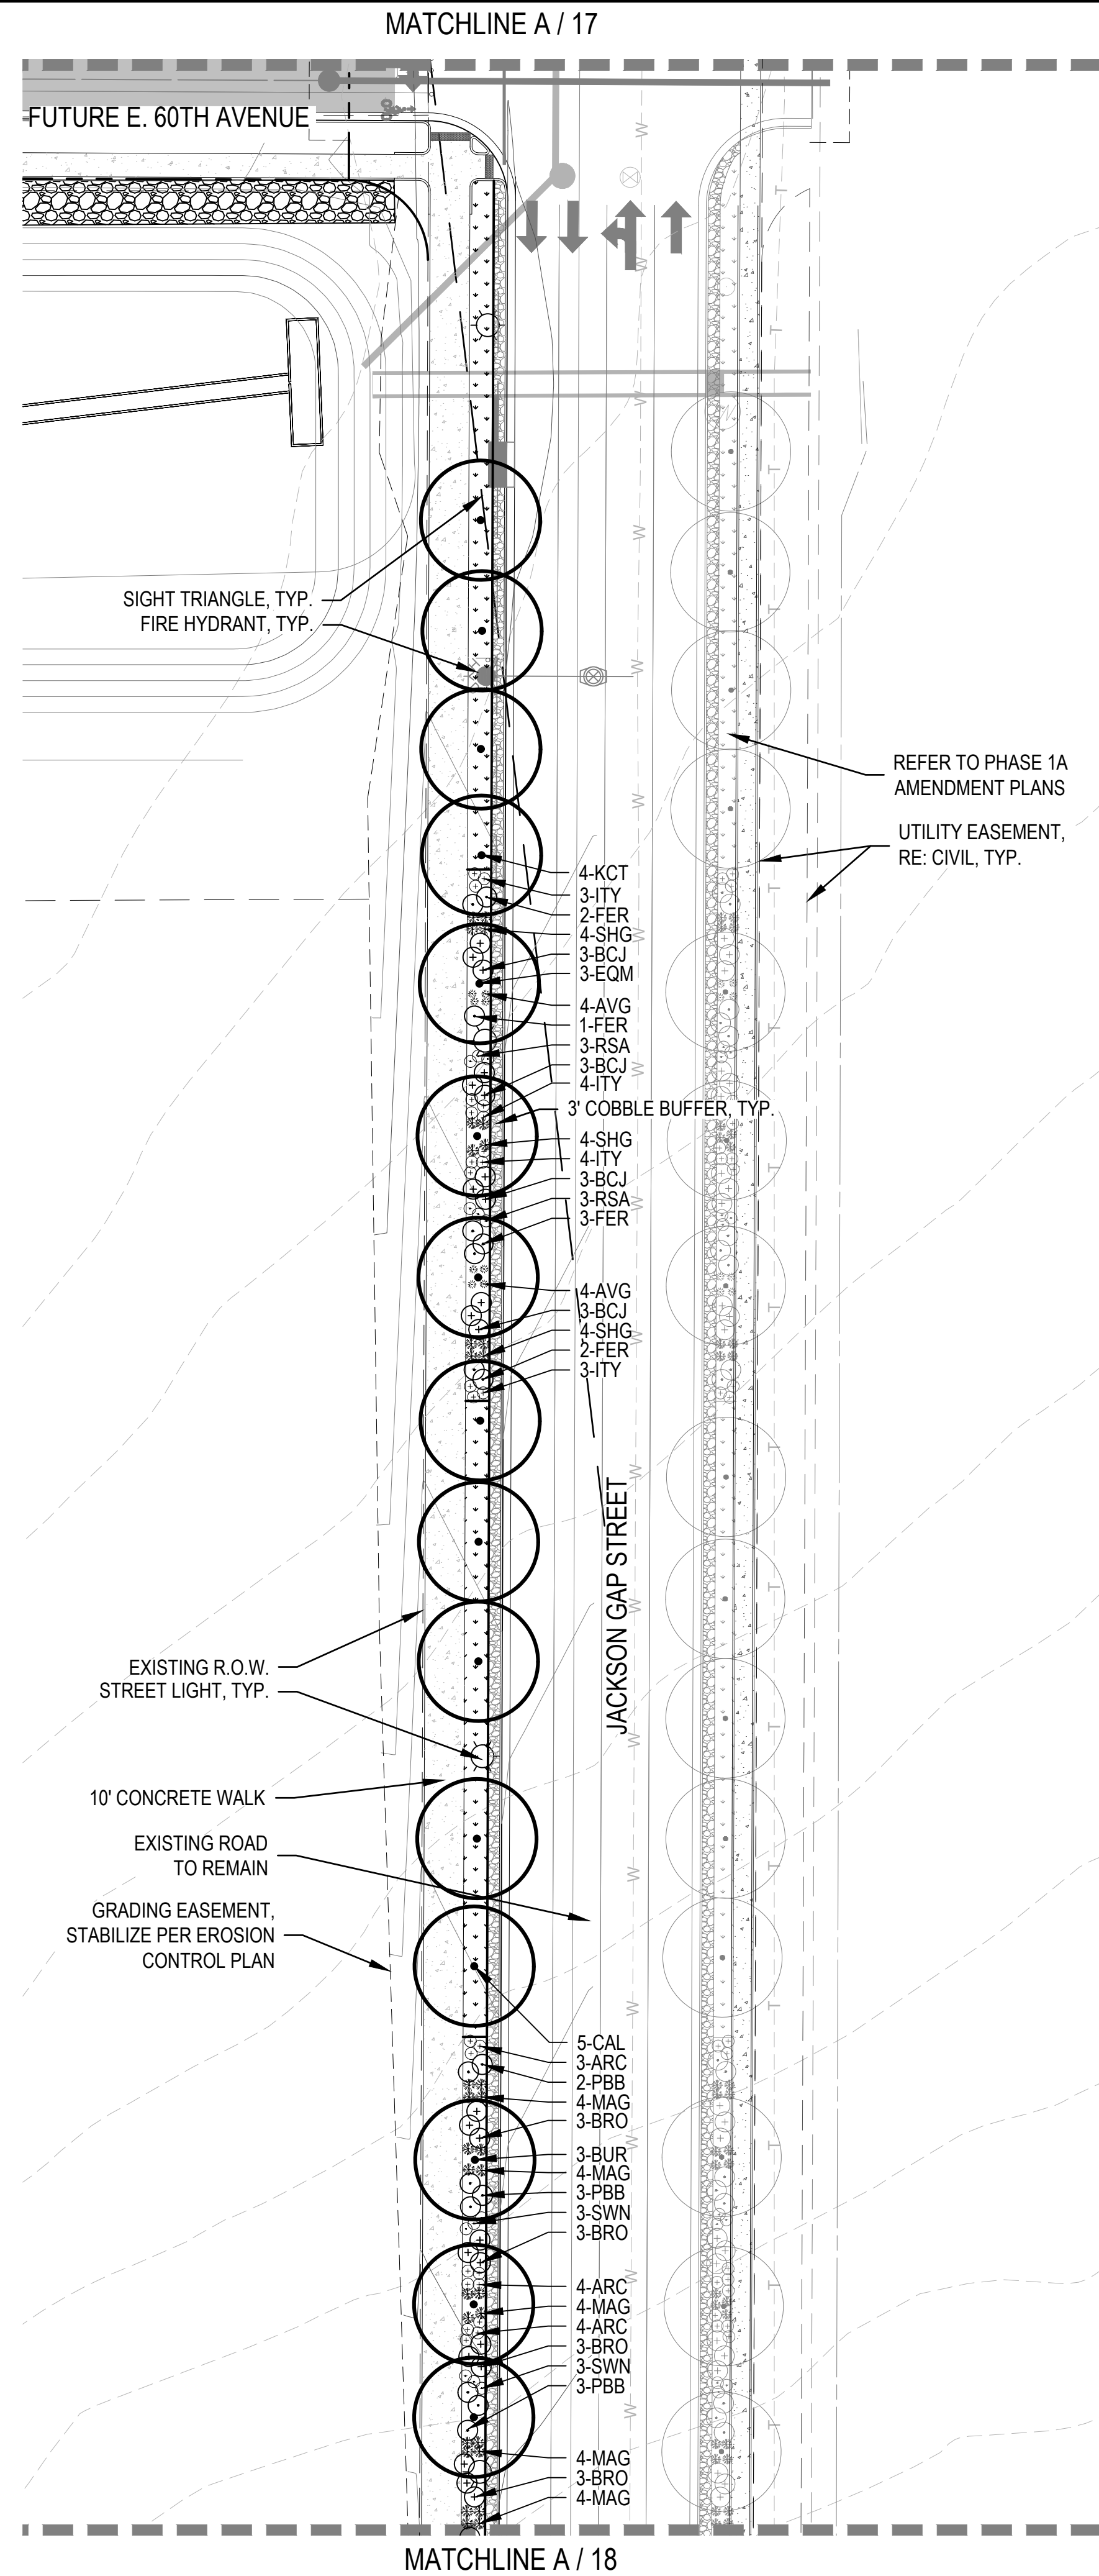 MATCHLINE A / 17
FUTURE E. 60TH AVENUE
SIGHT TRIANGLE, TYP.
FIRE HYDRANT, TYP.
REFER TO PHASE 1A
AMENDMENT PLANS
UTILITY EASEMENT,
RE: CIVIL, TYP.
4-KCT
3-ITY
2-FER
4-SHG
3-BCJ
3-EQM
4-AVG
1-FER
3-RSA
3-BCJ
4-ITY
3' COBBLE BUFFER, TYP.
4-SHG
4-ITY
3-BCJ
3-RSA
3-FER
4-AVG
3-BCJ
4-SHG
2-FER
3-ITY
JACKSON GAP STREET
EXISTING R.O.W.
STREET LIGHT, TYP.
10' CONCRETE WALK
EXISTING ROAD
TO REMAIN
GRADING EASEMENT,
STABILIZE PER EROSION
CONTROL PLAN
5-CAL
3-ARC
2-PBB
4-MAG
3-BRO
3-BUR
4-MAG
3-PBB
3-SWN
3-BRO
4-ARC
4-MAG
4-ARC
3-BRO
3-SWN
3-PBB
4-MAG
3-BRO
4-MAG
MATCHLINE A / 18